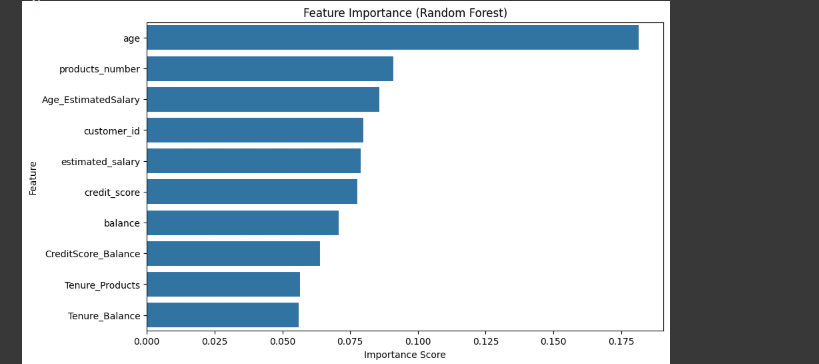 Feature Importance (Random Forest)
age
products_number
Age_EstimatedSalary
customer_id
estimated_salary
credit_score
balance
CreditScore_Balance
Tenure_Products
Tenure_Balance
Feature
0.000 0.025 0.050 0.075 0.100 0.125 0.150 0.175
Importance Score